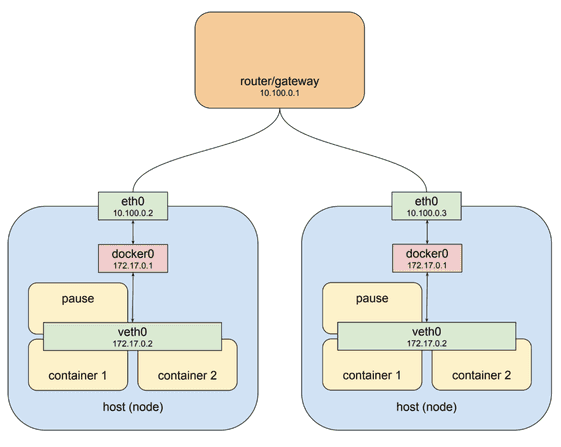 router/gateway
10.100.0.1
eth0
10.100.0.2
docker0
172.17.0.1
pause
veth0
172.17.0.2
container 1
container 2
host (node)
eth0
10.100.0.3
docker0
172.17.0.1
pause
veth0
172.17.0.2
container 1
container 2
host (node)